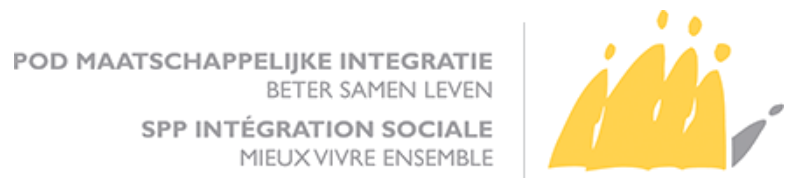 POD MAATSCHAPPELIJKE INTEGRATIE
BETER SAMEN LEVEN
SPP INTÉGRATION SOCIALE
MIEUX VIVRE ENSEMBLE